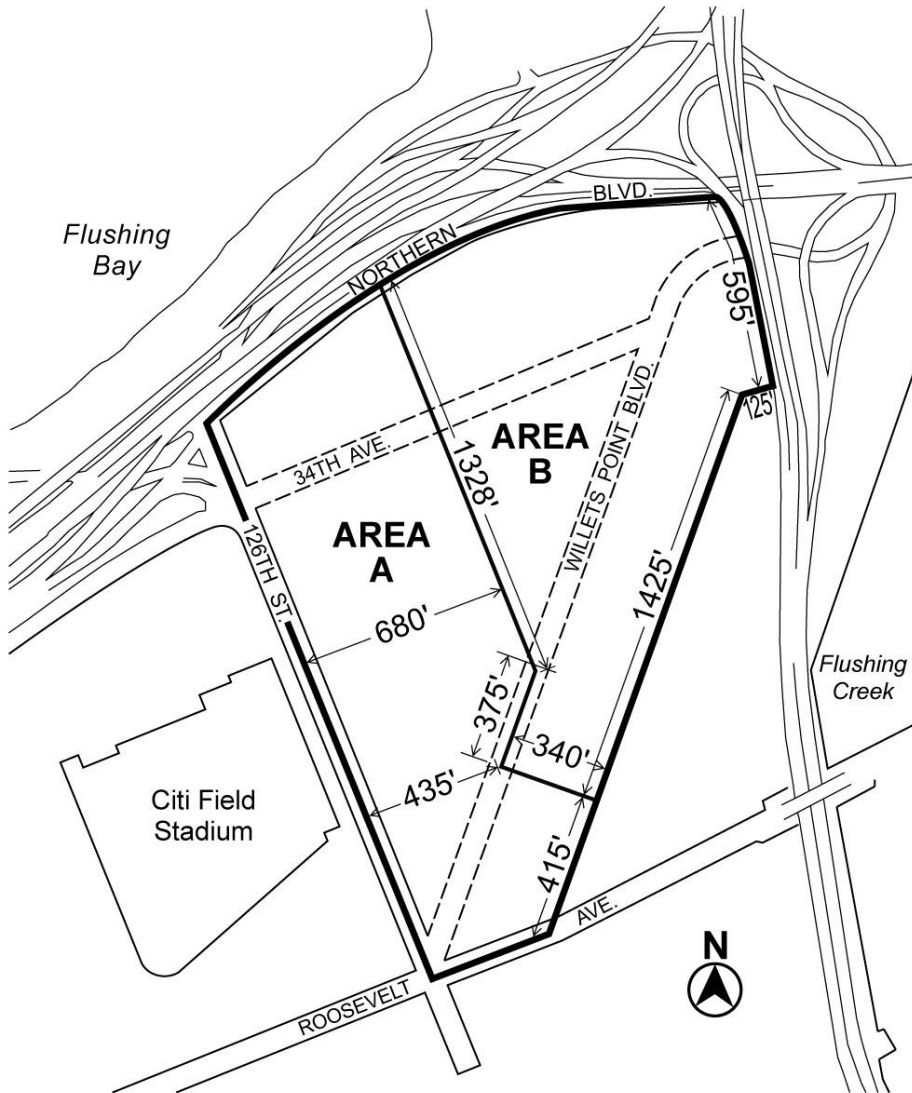 BLVD.
Flushing
Bay
NORTHERN
595'
125'
WILLETS POINT BLVD.
AREA
B
34TH AVE.
1328'
AREA
A
126TH ST.
680'
1425'
Flushing
Creek
375'
340'
435'
Citi Field
Stadium
415'
AVE.
N
ROOSEVELT